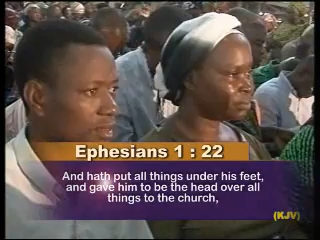 Ephesians 1 : 22
And hath put all things under his feet,
and gave him to be the head over all
things to the church,
(KJV)